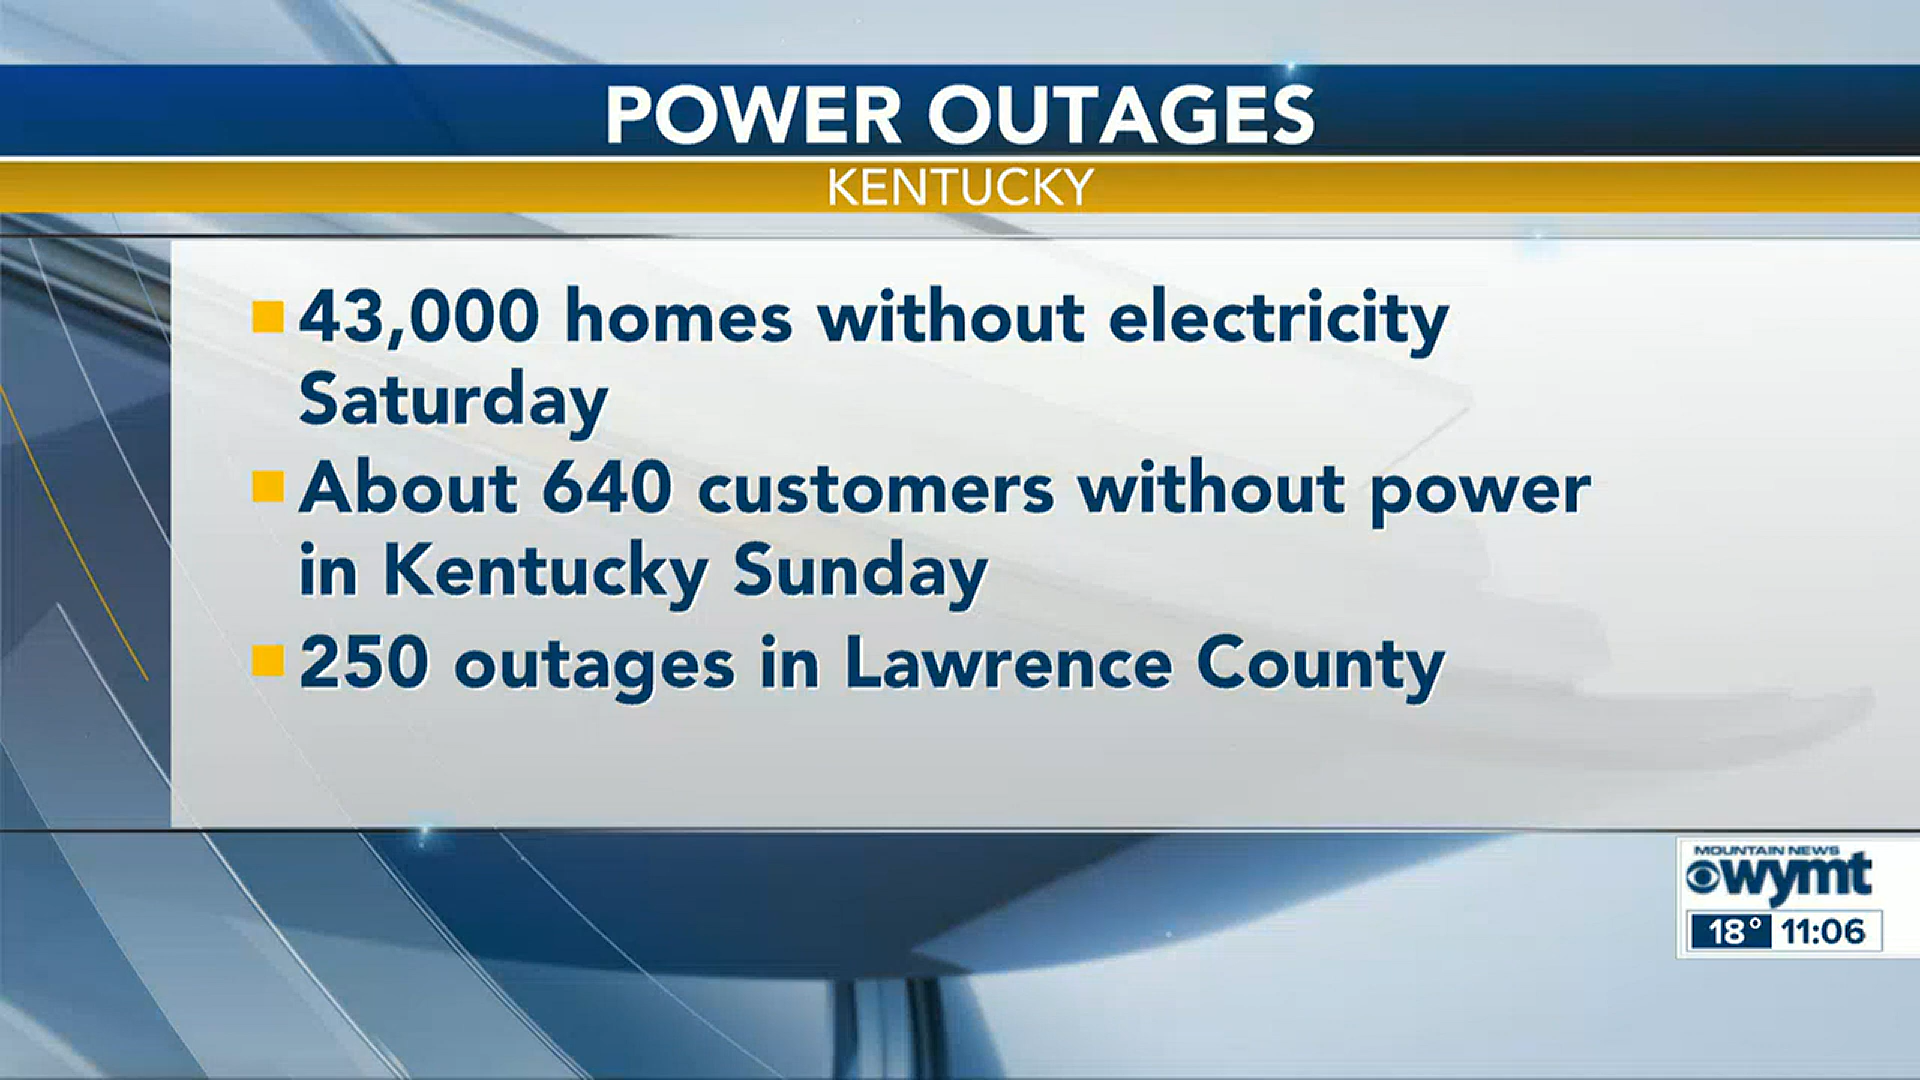 POWER OUTAGES
KENTUCKY
43,000 homes without electricity
Saturday
About 640 customers without power
in Kentucky Sunday
250 outages in Lawrence County
MOUNTAIN NEWS
wymt
18° 11:06